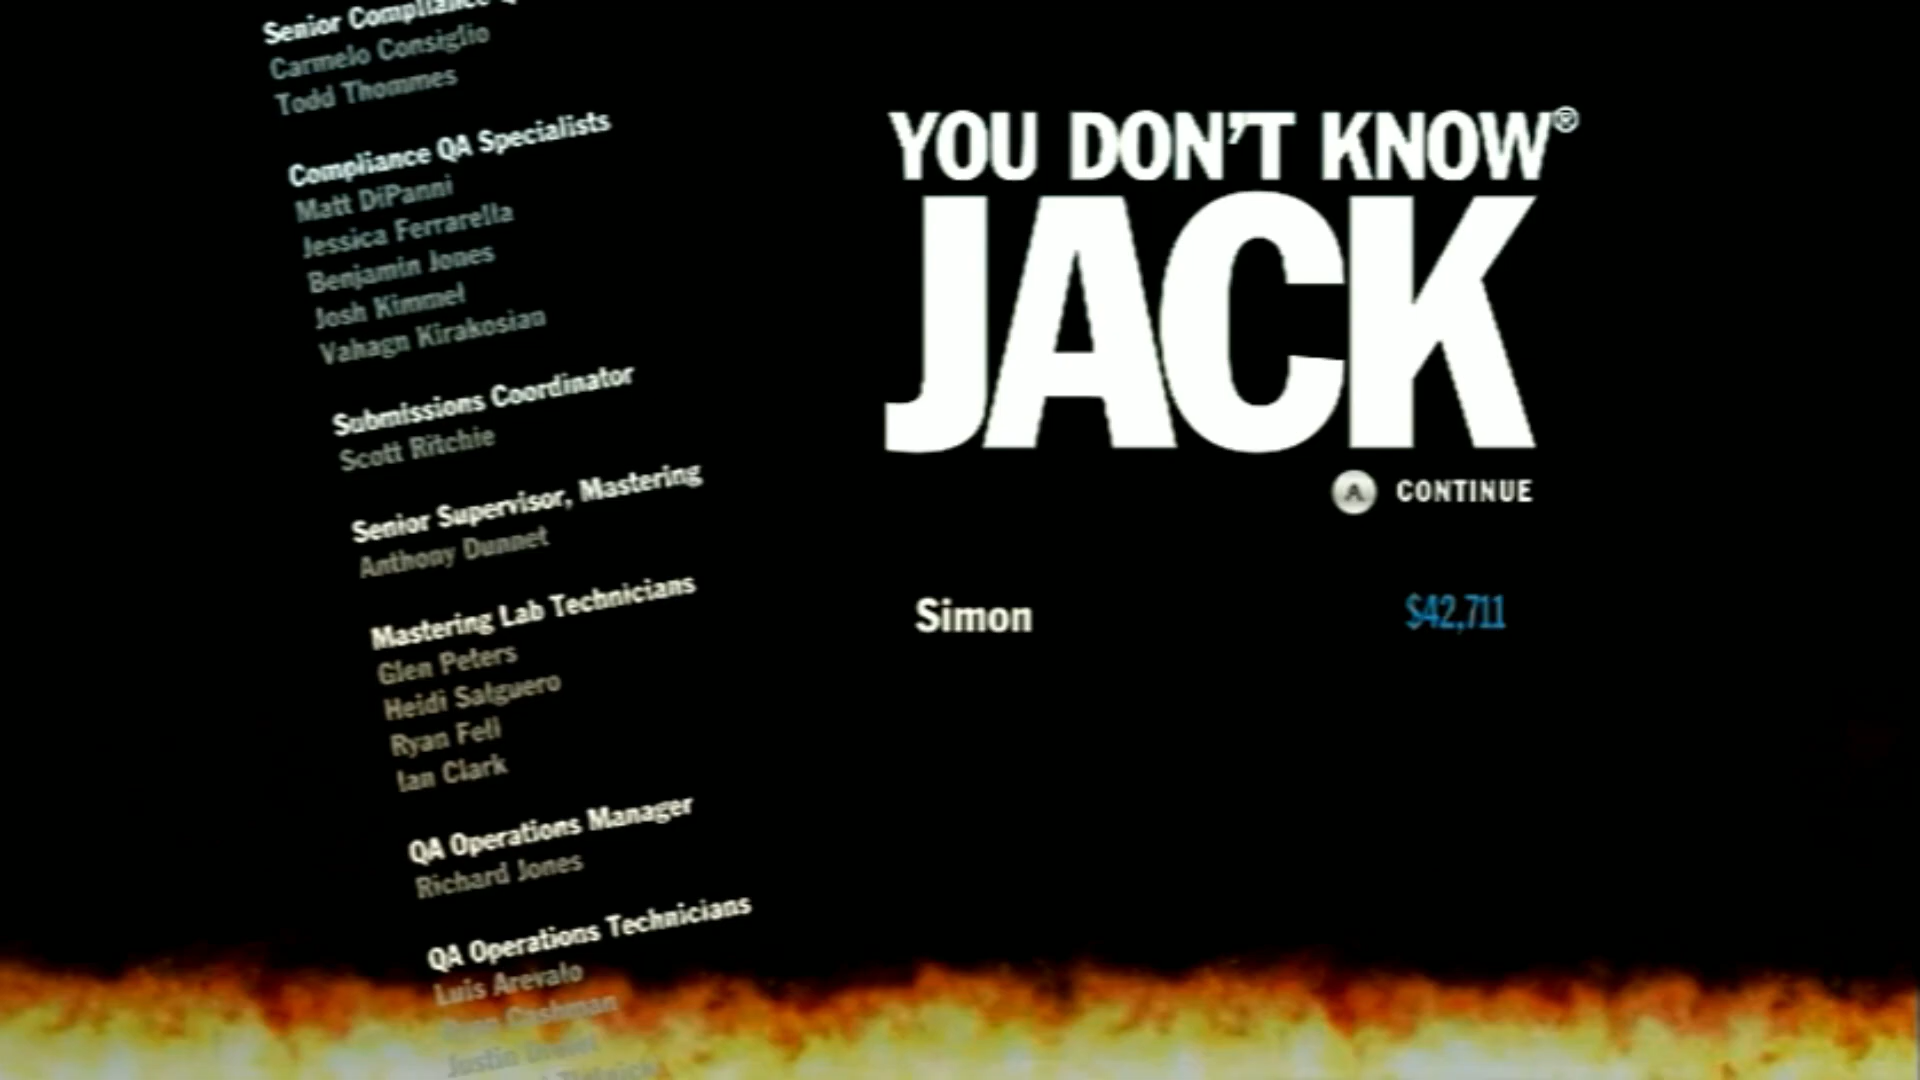 Senior Compliance
Carmelo Consiglio
Todd Thommes
Compliance QA Specialists
Matt DiPanni
Jessica Ferrarella
Benjamin Jones
Josh Kimmel
Vahagn Kirakosian
Submissions Coordinator
Scott Ritchie
Senior Supervisor, Mastering
Anthony Dunnet
Mastering Lab Technicians
Glen Peters
Heidi Salguero
Ryan Fell
Ian Clark
QA Operations Manager
Richard Jones
QA Operations Technicians
Luis Arevalo
Cashman
Justin
YOU DON'T KNOW®
JACK
A CONTINUE
Simon $42,711